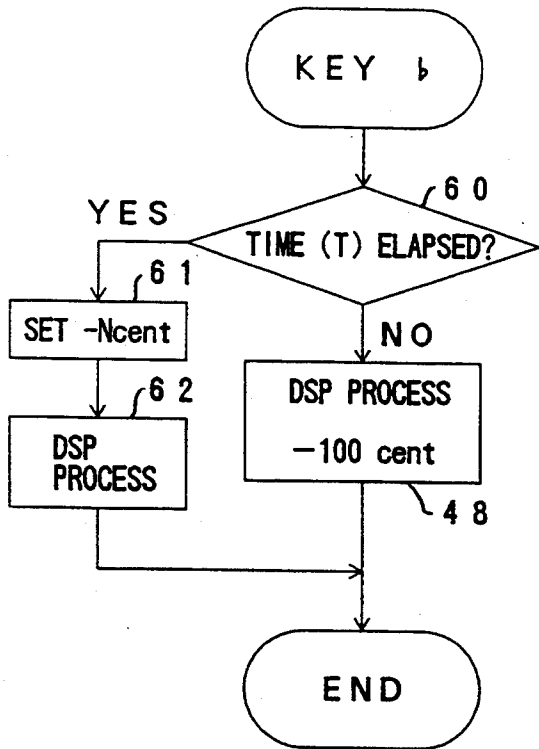 KEY ♭
60
TIME (T) ELAPSED?
YES
61
SET -Ncent
62
DSP
PROCESS
NO
DSP PROCESS
-100 cent
48
END